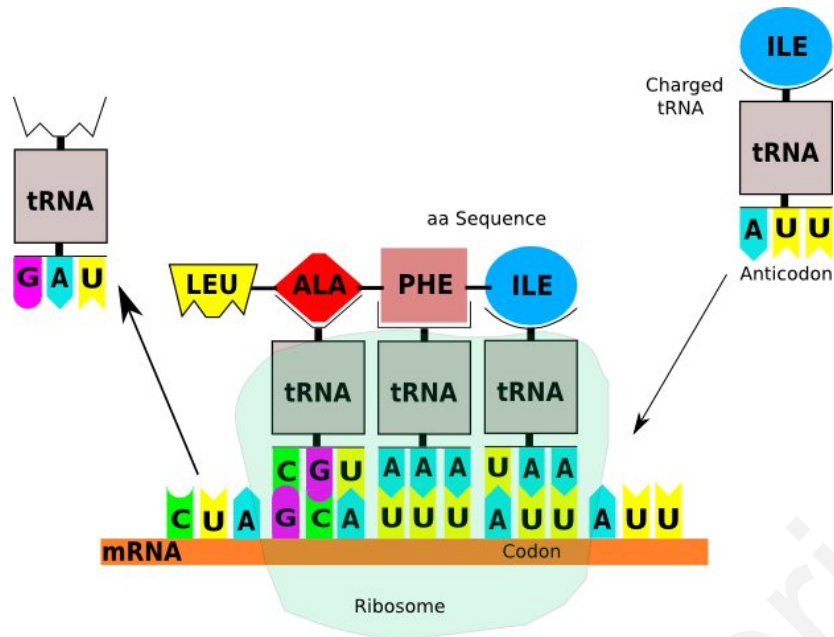 ILE
Charged
tRNA
tRNA
tRNA
A U U
Anticodon
G A U
aa Sequence
LEU ALA PHE ILE
tRNA tRNA tRNA
C G U A A A U A A
C U A G C A U U U A U U A U U
mRNA Codon
Ribosome